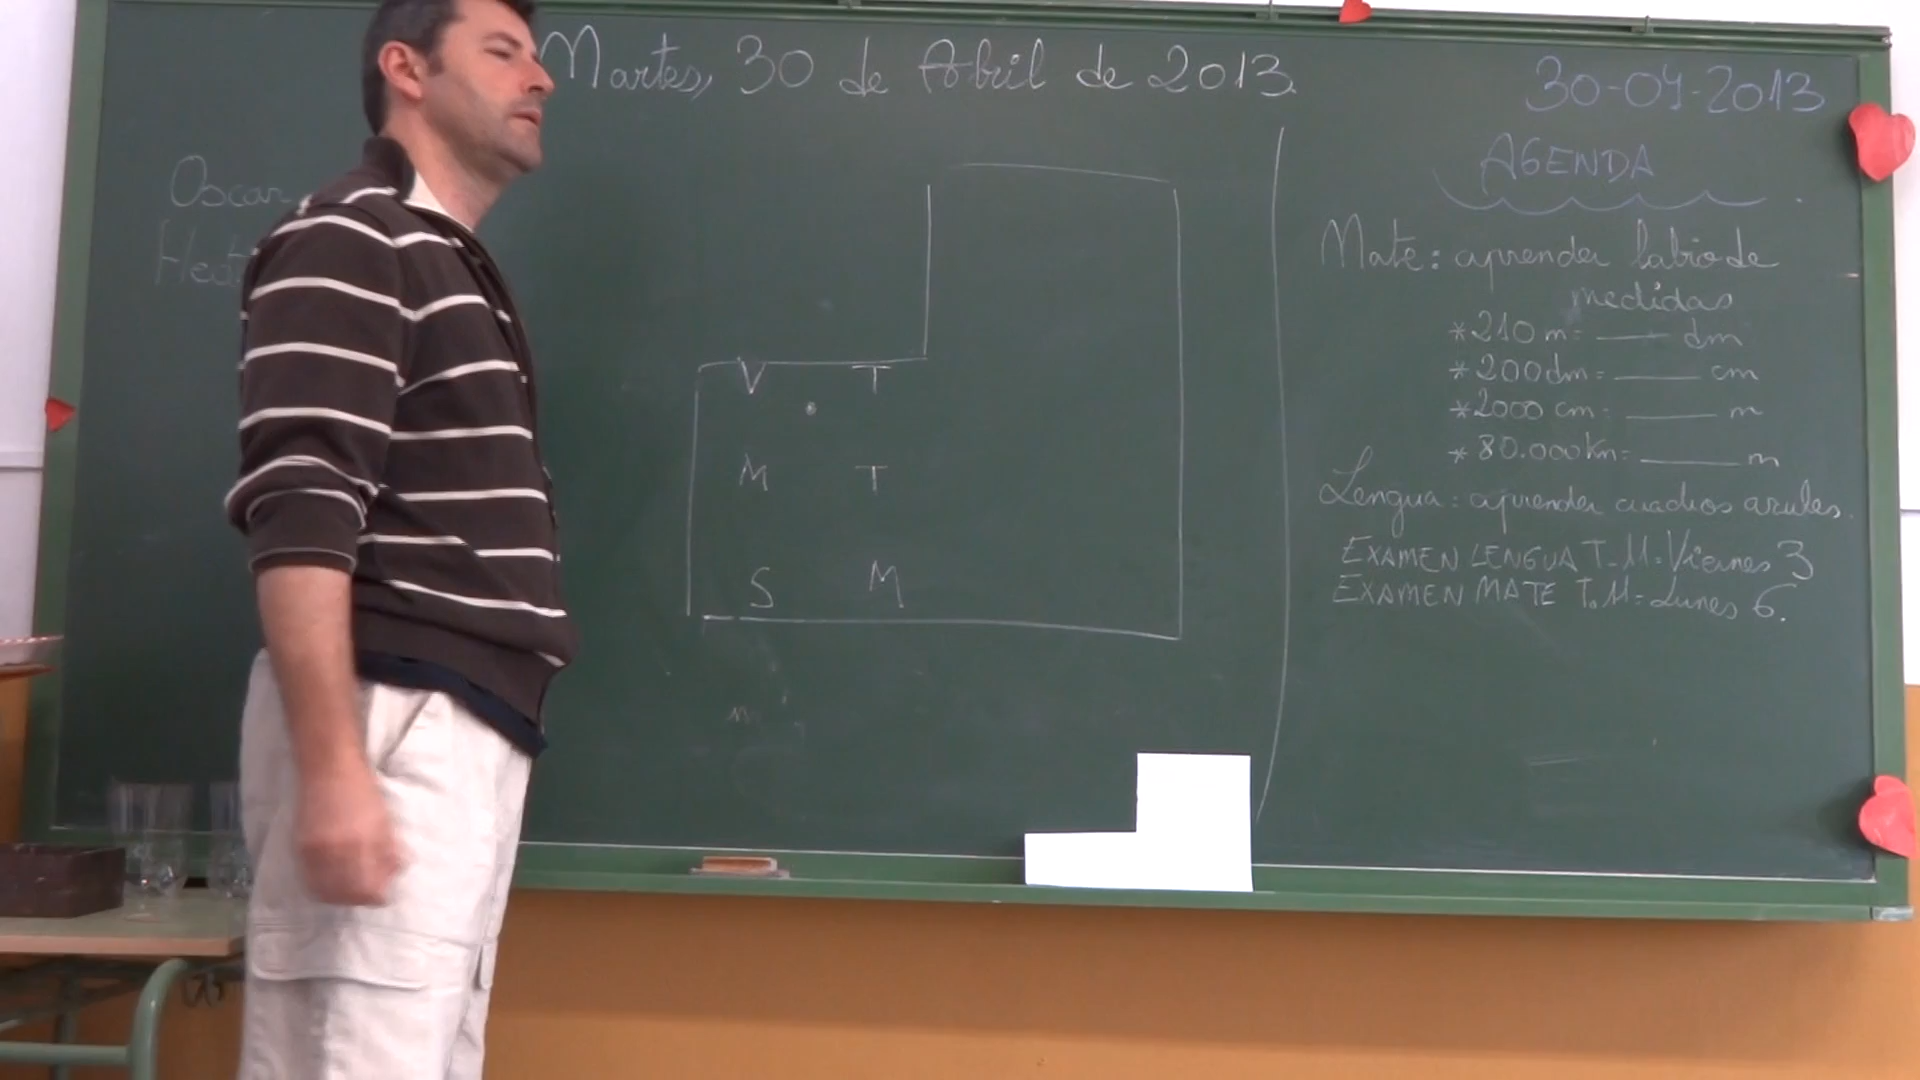 Martes, 30 de Abril de 2013.
30-04-2013
Oscar
AGENDA
Mate: aprender
medidas
*210 m = ____ dm
*200 dm = ____ cm
*2000 cm = ____ m
*80.000 Km = ____ m
Lengua: aprender cuadros azules.
EXAMEN LENGUA T.11 = Viernes 3
EXAMEN MATE T.11 = Lunes 6.
V T
M T
S M